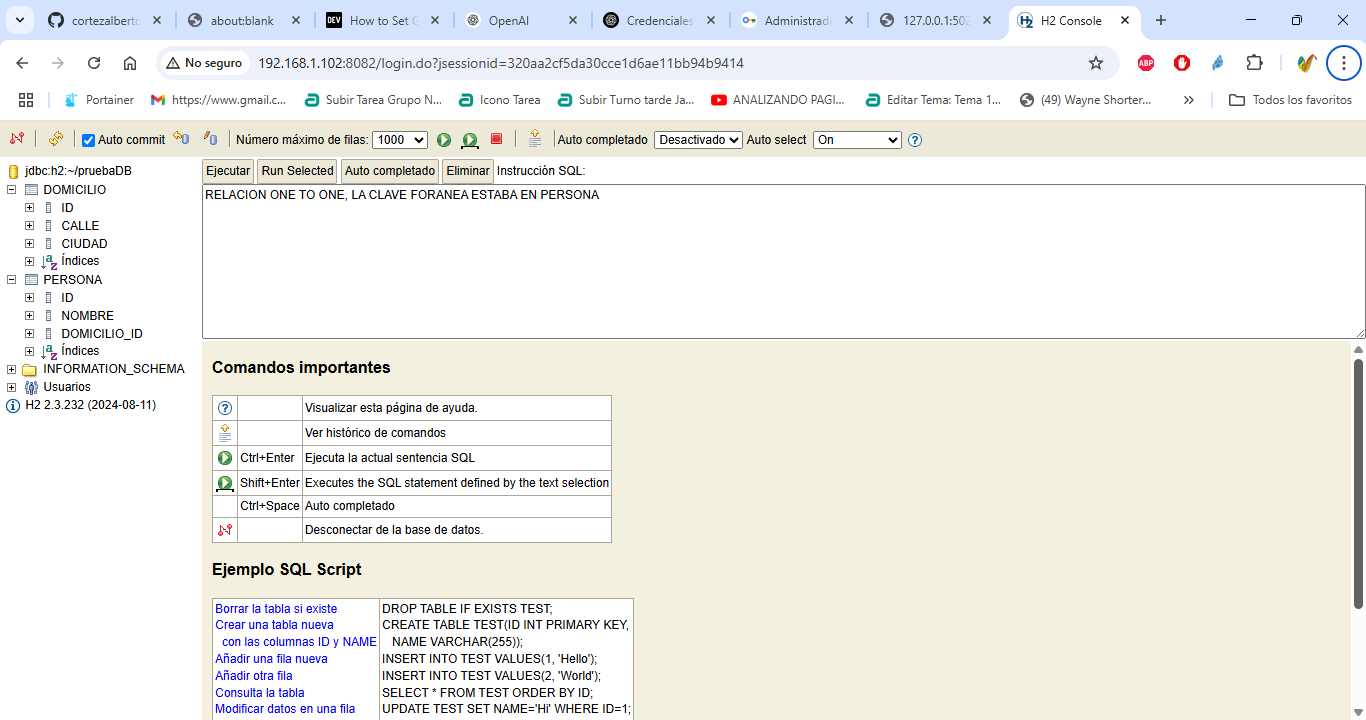 cortezalberto
about:blank
How to Set G
OpenAI
Credenciales
Administrado
127.0.0.1:502
H2 Console
No seguro
192.168.1.102:8082/login.do?jsessionid=320aa2cf5da30cce1d6ae11bb94b9414
Portainer
https://www.gmail.c...
Subir Tarea Grupo N...
Icono Tarea
Subir Turno tarde Ja...
ANALIZANDO PAGI...
Editar Tema: Tema 1...
(49) Wayne Shorter...
Todos los favoritos
Auto commit
Número máximo de filas: 1000
Auto completado Desactivado
Auto select On
jdbc:h2:~/pruebaDB
DOMICILIO
ID
CALLE
CIUDAD
Índices
PERSONA
ID
NOMBRE
DOMICILIO_ID
Índices
INFORMATION_SCHEMA
Usuarios
H2 2.3.232 (2024-08-11)
Ejecutar Run Selected Auto completado Eliminar Instrucción SQL:
RELACION ONE TO ONE, LA CLAVE FORANEA ESTABA EN PERSONA
Comandos importantes
Visualizar esta página de ayuda.
Ver histórico de comandos
Ctrl+Enter Ejecuta la actual sentencia SQL
Shift+Enter Executes the SQL statement defined by the text selection
Ctrl+Space Auto completado
Desconectar de la base de datos.
Ejemplo SQL Script
Borrar la tabla si existe DROP TABLE IF EXISTS TEST;
Crear una tabla nueva CREATE TABLE TEST(ID INT PRIMARY KEY,
con las columnas ID y NAME NAME VARCHAR(255));
Añadir una fila nueva INSERT INTO TEST VALUES(1, 'Hello');
Añadir otra fila INSERT INTO TEST VALUES(2, 'World');
Consulta la tabla SELECT * FROM TEST ORDER BY ID;
Modificar datos en una fila UPDATE TEST SET NAME='Hi' WHERE ID=1;